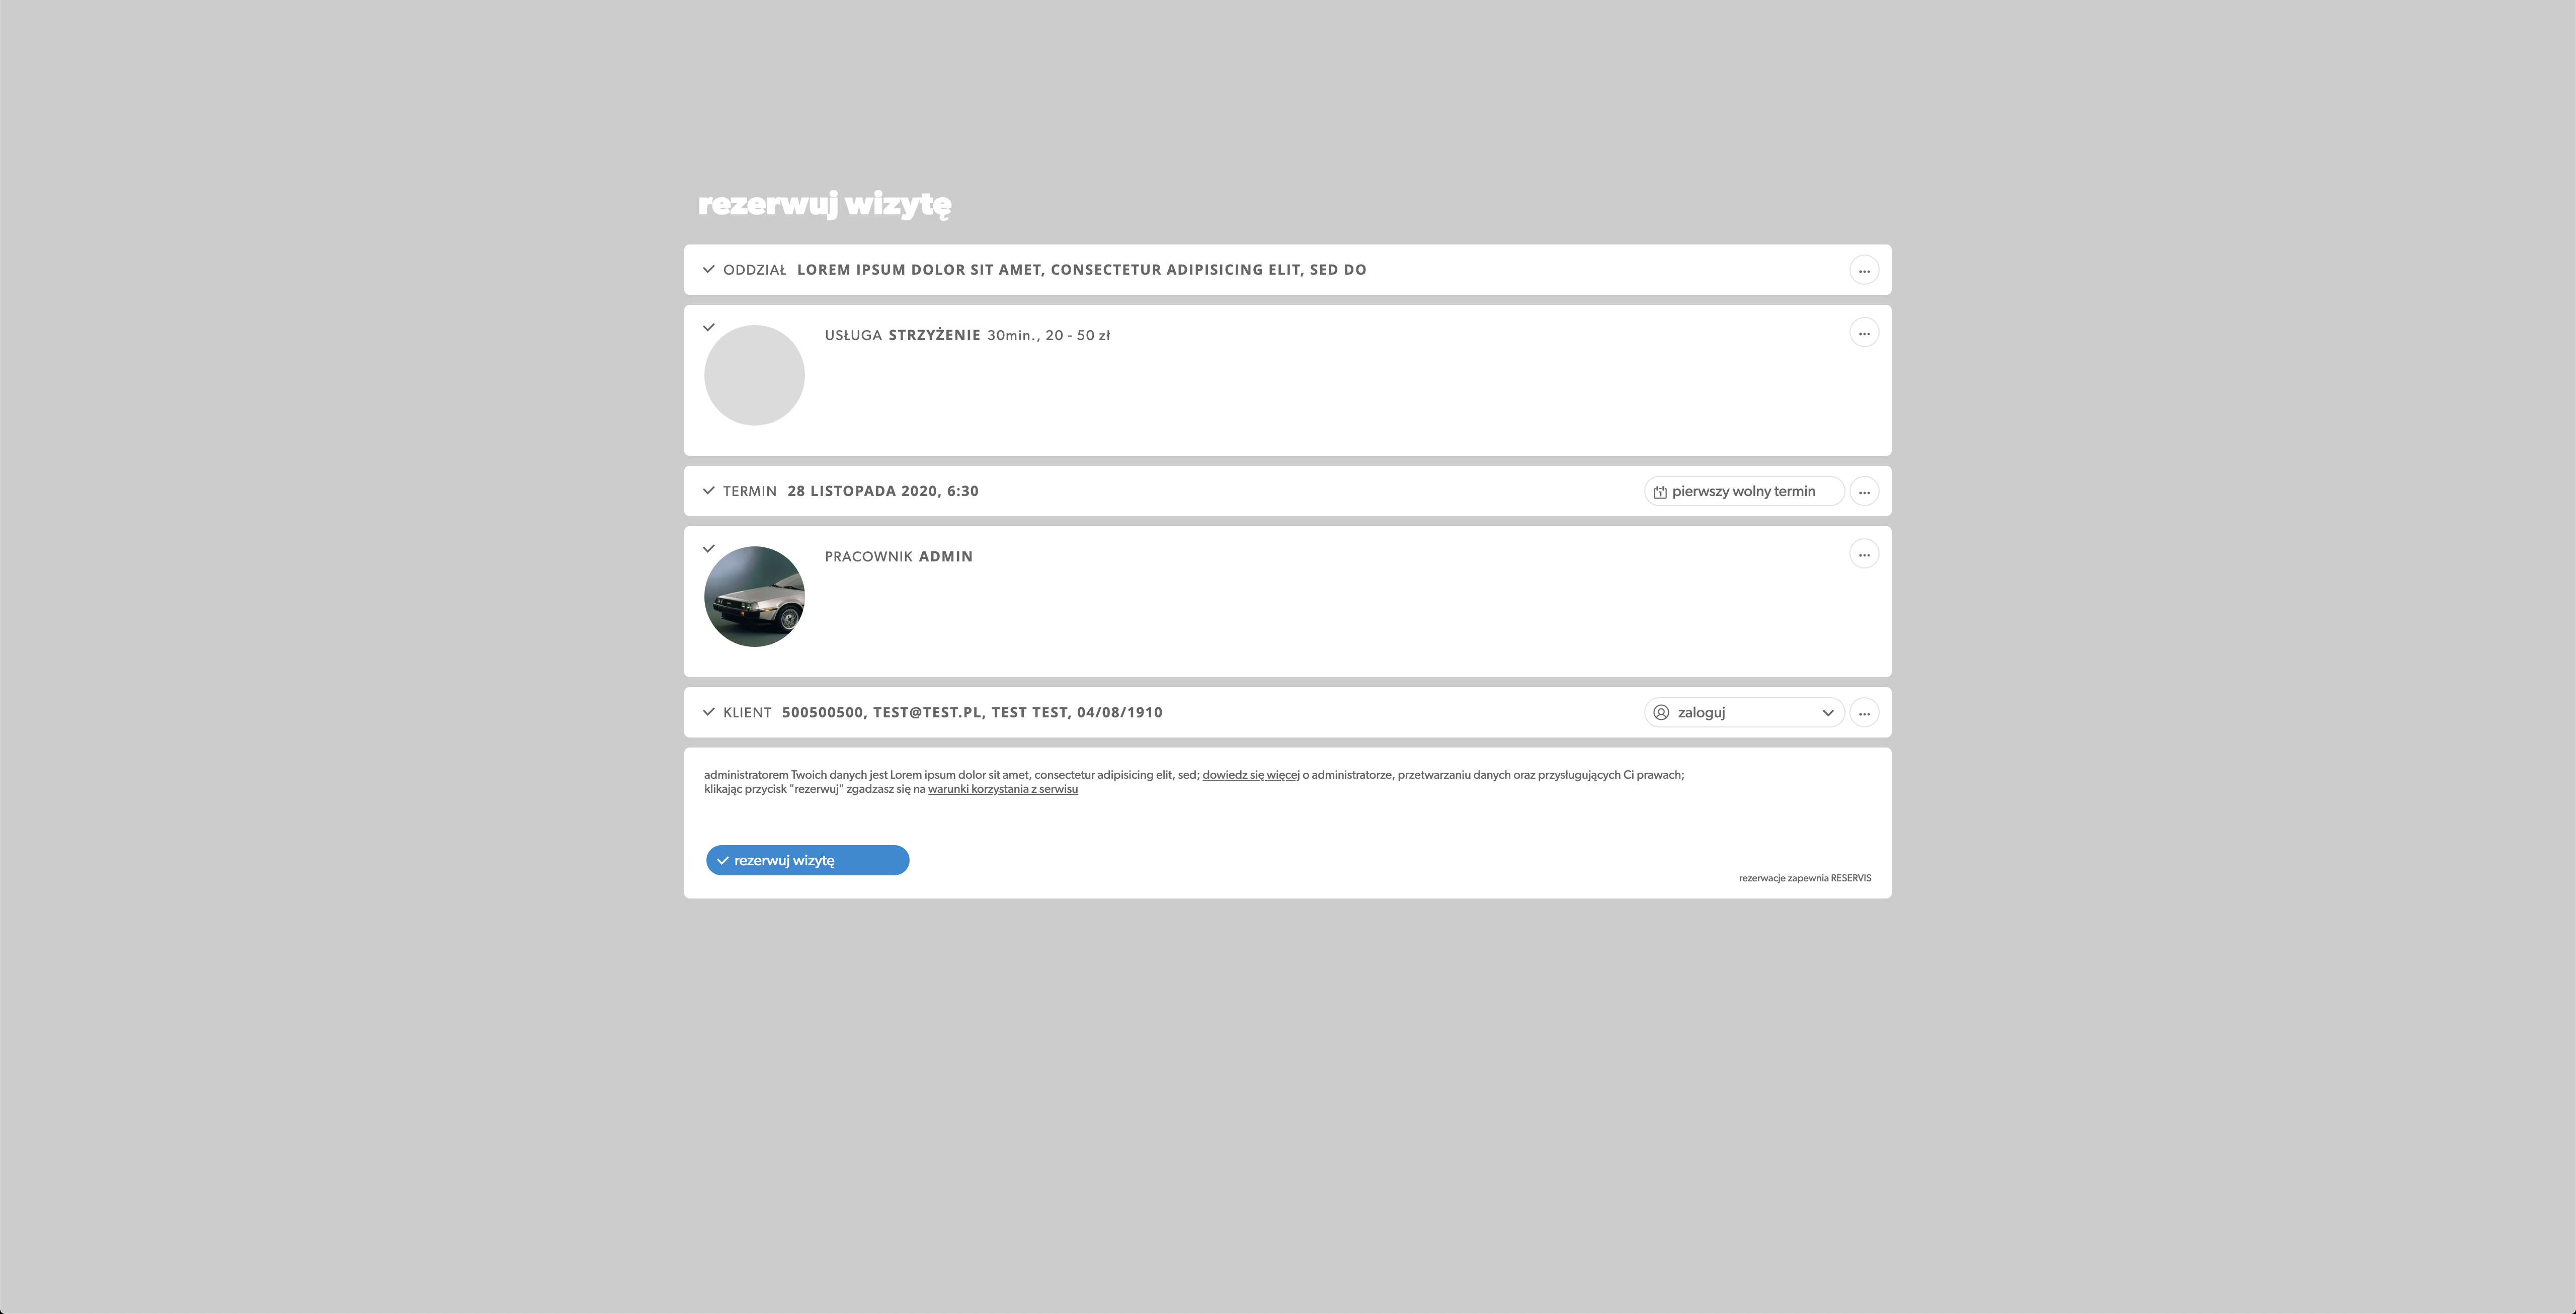 rezerwuj wizytę
ODDZIAŁ LOREM IPSUM DOLOR SIT AMET, CONSECTETUR ADIPISICING ELIT, SED DO
...
USŁUGA STRZYŻENIE 30min., 20 - 50 zł
...
TERMIN 28 LISTOPADA 2020, 6:30
pierwszy wolny termin
...
PRACOWNIK ADMIN
...
KLIENT 500500500, TEST@TEST.PL, TEST TEST, 04/08/1910
zaloguj
...
administratorem Twoich danych jest Lorem ipsum dolor sit amet, consectetur adipisicing elit, sed; dowiedz się więcej o administratorze, przetwarzaniu danych oraz przysługujących Ci prawach;
klikając przycisk "rezerwuj" zgadzasz się na warunki korzystania z serwisu
rezerwuj wizytę
rezerwacje zapewnia RESERVIS